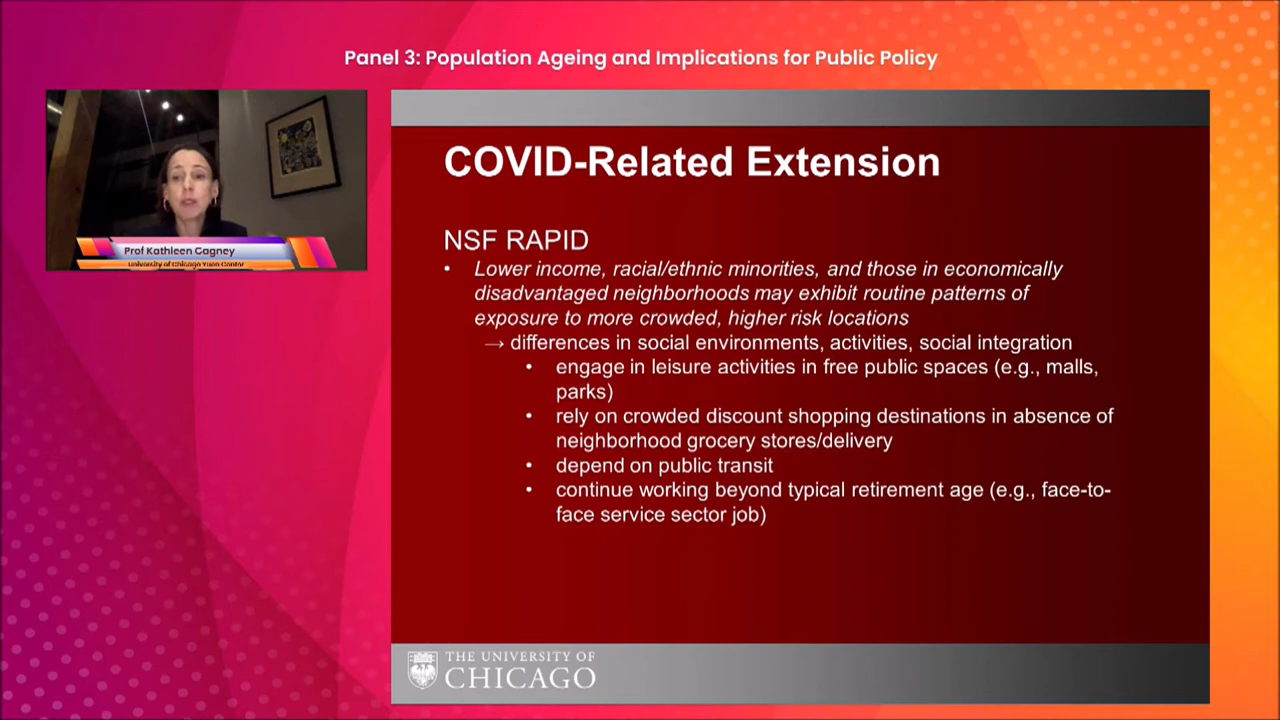 Panel 3: Population Ageing and Implications for Public Policy
Prof Kathleen Cagney
University of Chicago Yuen Center
COVID-Related Extension
NSF RAPID
• Lower income, racial/ethnic minorities, and those in economically
disadvantaged neighborhoods may exhibit routine patterns of
exposure to more crowded, higher risk locations
→ differences in social environments, activities, social integration
• engage in leisure activities in free public spaces (e.g., malls,
parks)
• rely on crowded discount shopping destinations in absence of
neighborhood grocery stores/delivery
• depend on public transit
• continue working beyond typical retirement age (e.g., face-to-
face service sector job)
THE UNIVERSITY OF
CHICAGO